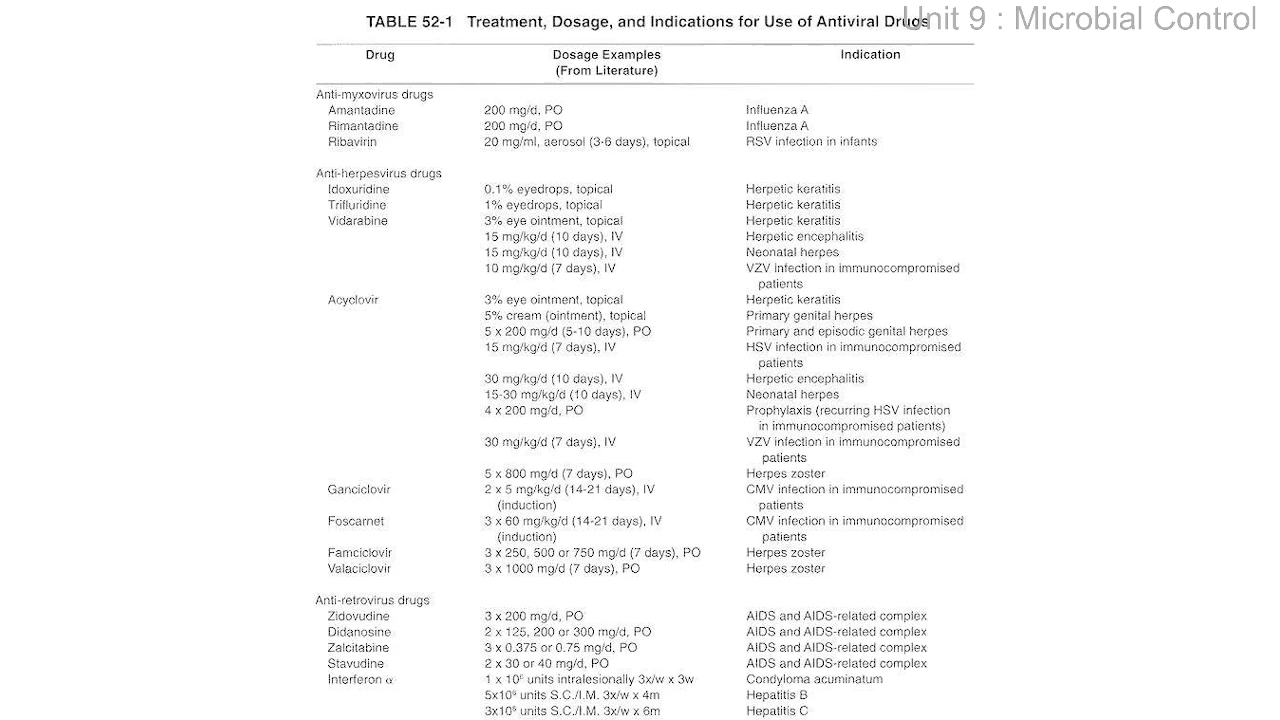 Unit 9 : Microbial Control
TABLE 52-1 Treatment, Dosage, and Indications for Use of Antiviral Drugs
Drug Dosage Examples Indication
(From Literature)
Anti-myxovirus drugs
Amantadine 200 mg/d, PO Influenza A
Rimantadine 200 mg/d, PO Influenza A
Ribavirin 20 mg/ml, aerosol (3-6 days), topical RSV infection in infants
Anti-herpesvirus drugs
Idoxuridine 0.1% eyedrops, topical Herpetic keratitis
Trifluridine 1% eyedrops, topical Herpetic keratitis
Vidarabine 3% eye ointment, topical Herpetic keratitis
15 mg/kg/d (10 days), IV Herpetic encephalitis
15 mg/kg/d (10 days), IV Neonatal herpes
10 mg/kg/d (7 days), IV VZV infection in immunocompromised
patients
Acyclovir 3% eye ointment, topical Herpetic keratitis
5% cream (ointment), topical Primary genital herpes
5 x 200 mg/d (5-10 days), PO Primary and episodic genital herpes
15 mg/kg/d (7 days), IV HSV infection in immunocompromised
patients
30 mg/kg/d (10 days), IV Herpetic encephalitis
15-30 mg/kg/d (10 days), IV Neonatal herpes
4 x 200 mg/d, PO Prophylaxis (recurring HSV infection
in immunocompromised patients)
30 mg/kg/d (7 days), IV VZV infection in immunocompromised
patients
5 x 800 mg/d (7 days), PO Herpes zoster
Ganciclovir 2 x 5 mg/kg/d (14-21 days), IV CMV infection in immunocompromised
(induction) patients
Foscarnet 3 x 60 mg/kg/d (14-21 days), IV CMV infection in immunocompromised
(induction) patients
Famciclovir 3 x 250, 500 or 750 mg/d (7 days), PO Herpes zoster
Valaciclovir 3 x 1000 mg/d (7 days), PO Herpes zoster
Anti-retrovirus drugs
Zidovudine 3 x 200 mg/d, PO AIDS and AIDS-related complex
Didanosine 2 x 125, 200 or 300 mg/d, PO AIDS and AIDS-related complex
Zalcitabine 3 x 0.375 or 0.75 mg/d, PO AIDS and AIDS-related complex
Stavudine 2 x 30 or 40 mg/d, PO AIDS and AIDS-related complex
Interferon α 1 x 10⁶ units intralesionally 3x/w x 3w Condyloma acuminatum
5x10⁶ units S.C./I.M. 3x/w x 4m Hepatitis B
3x10⁶ units S.C./I.M. 3x/w x 6m Hepatitis C